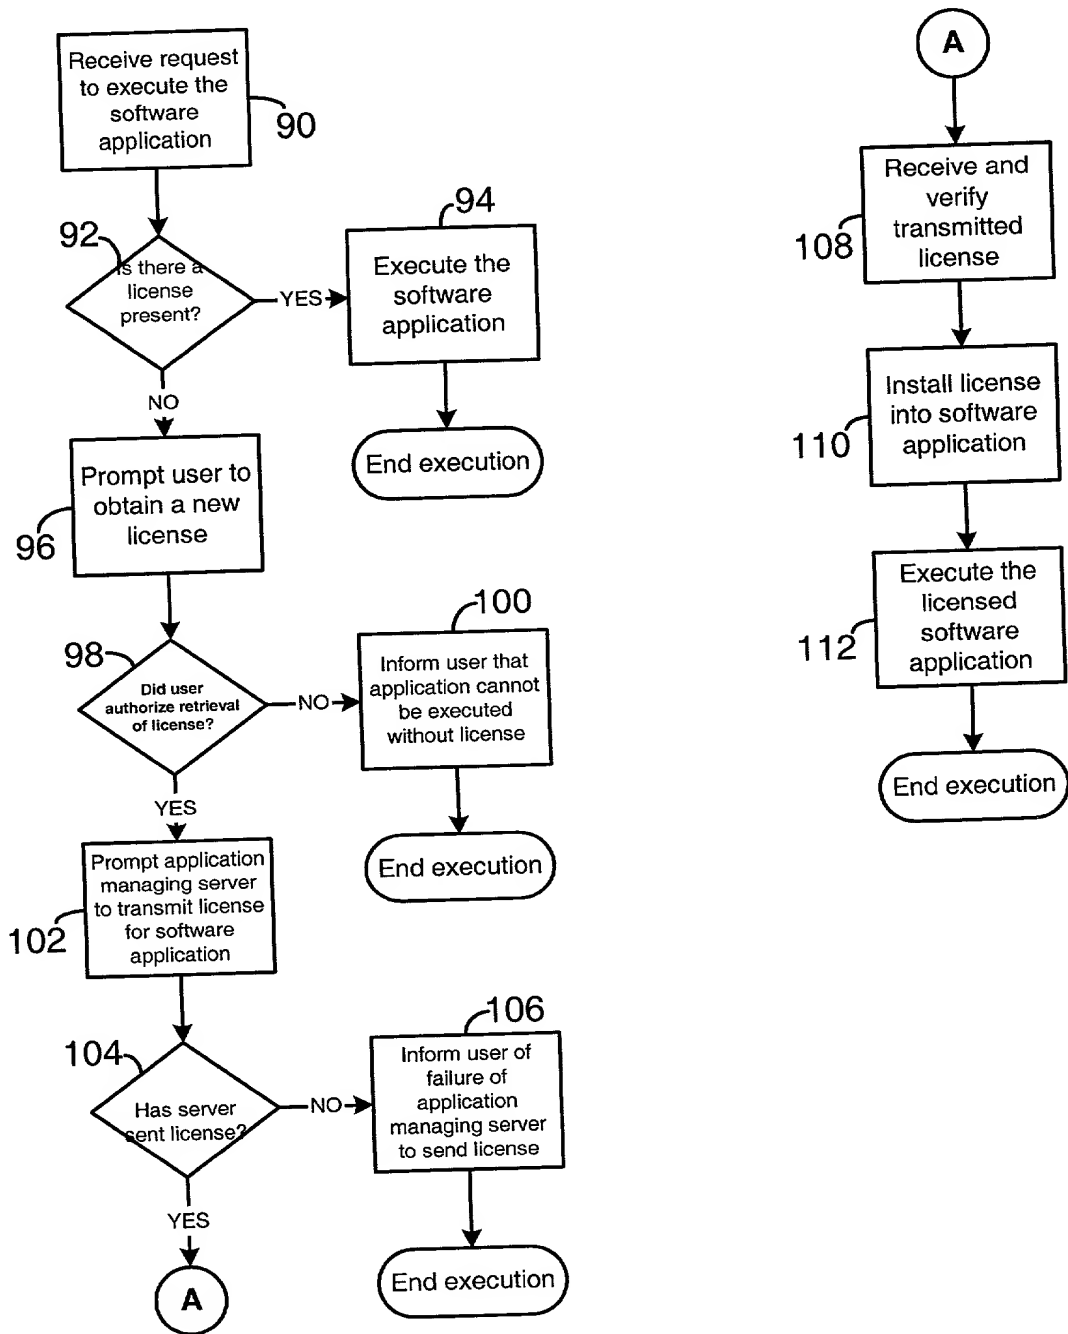 Receive request
to execute the
software
application
90
92
Is there a
license
present?
YES
94
Execute the
software
application
End execution
NO
Prompt user to
obtain a new
license
96
98
Did user
authorize retrieval
of license?
NO
100
Inform user that
application cannot
be executed
without license
End execution
YES
Prompt application
managing server
to transmit license
for software
application
102
104
Has server
sent license?
NO
106
Inform user of
failure of
application
managing server
to send license
End execution
YES
A
A
Receive and
verify
transmitted
license
108
Install license
into software
application
110
Execute the
licensed
software
application
112
End execution